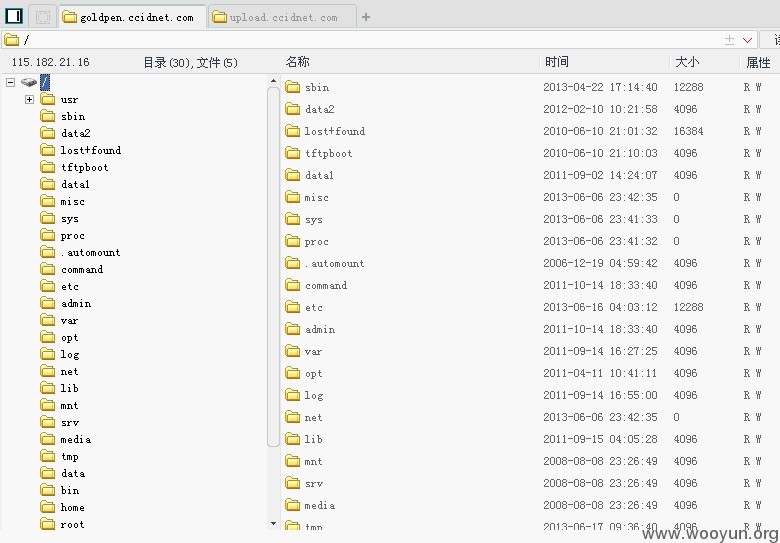 goldpen.ccidnet.com
upload.ccidnet.com
/
115.182.21.16
目录(30),文件(5)
名称 时间 大小 属性
/
usr
sbin
data2
lost+found
tftpboot
data1
misc
sys
proc
.automount
command
etc
admin
var
opt
log
net
lib
mnt
srv
media
tmp
data
bin
home
root
sbin 2013-04-22 17:14:40 12288 R W
data2 2012-02-10 10:21:58 4096 R W
lost+found 2010-06-10 21:01:32 16384 R W
tftpboot 2010-06-10 21:10:03 4096 R W
data1 2011-09-02 14:24:07 4096 R W
misc 2013-06-06 23:42:35 0 R W
sys 2013-06-06 23:41:33 0 R W
proc 2013-06-06 23:41:32 0 R W
.automount 2006-12-19 04:59:42 4096 R W
command 2011-10-14 18:33:40 4096 R W
etc 2013-06-16 04:03:12 12288 R W
admin 2011-10-14 18:33:40 4096 R W
var 2011-09-14 16:27:25 4096 R W
opt 2011-04-11 10:41:11 4096 R W
log 2011-09-14 16:55:00 4096 R W
net 2013-06-06 23:42:35 0 R W
lib 2011-09-15 04:05:28 4096 R W
mnt 2008-08-08 23:26:49 4096 R W
srv 2008-08-08 23:26:49 4096 R W
media 2008-08-08 23:26:49 4096 R W
tmp 2013-06-17 09:36:40 4096 R W
www.wooyun.org